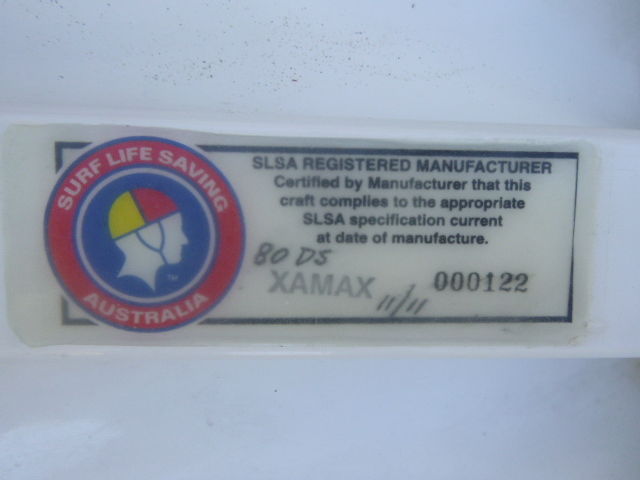 SURF LIFE SAVING
AUSTRALIA
TM
SLSA REGISTERED MANUFACTURER
Certified by Manufacturer that this
craft complies to the appropriate
SLSA specification current
at date of manufacture.
80 DS
XAMAX 11/11 000122